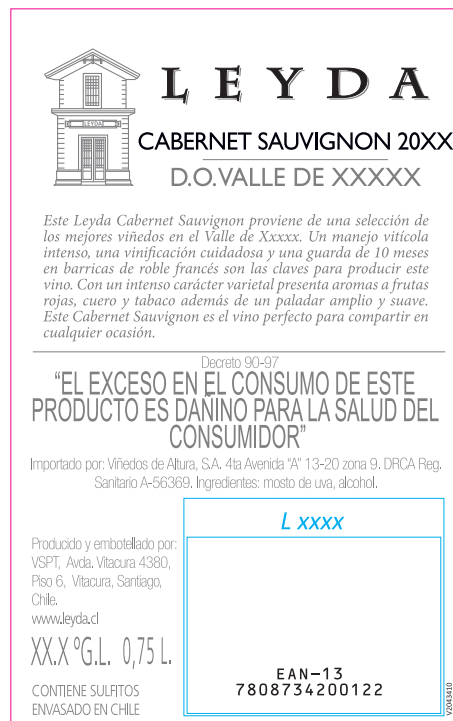 LEYDA
LEYDA
CABERNET SAUVIGNON 20XX
D.O.VALLE DE XXXXX
Este Leyda Cabernet Sauvignon proviene de una selección de
los mejores viñedos en el Valle de Xxxxx. Un manejo vitícola
intenso, una vinificación cuidadosa y una guarda de 10 meses
en barricas de roble francés son las claves para producir este
vino. Con un intenso carácter varietal presenta aromas a frutas
rojas, cuero y tabaco además de un paladar amplio y suave.
Este Cabernet Sauvignon es el vino perfecto para compartir en
cualquier ocasión.
Decreto 90-97
“EL EXCESO EN EL CONSUMO DE ESTE
PRODUCTO ES DAÑINO PARA LA SALUD DEL
CONSUMIDOR”
Importado por: Viñedos de Altura, S.A. 4ta Avenida “A” 13-20 zona 9. DRCA Reg.
Sanitario A-56369. Ingredientes: mosto de uva, alcohol.
L xxxx
Producido y embotellado por:
VSPT, Avda. Vitacura 4380,
Piso 6, Vitacura, Santiago,
Chile.
www.leyda.cl
XX.X ºG.L. 0,75 L.
CONTIENE SULFITOS
ENVASADO EN CHILE
EAN-13
7808734200122
V2043410